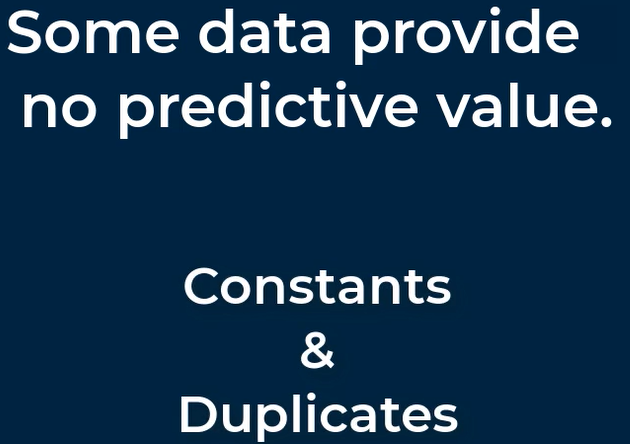 Some data provide
no predictive value.
Constants
&
Duplicates